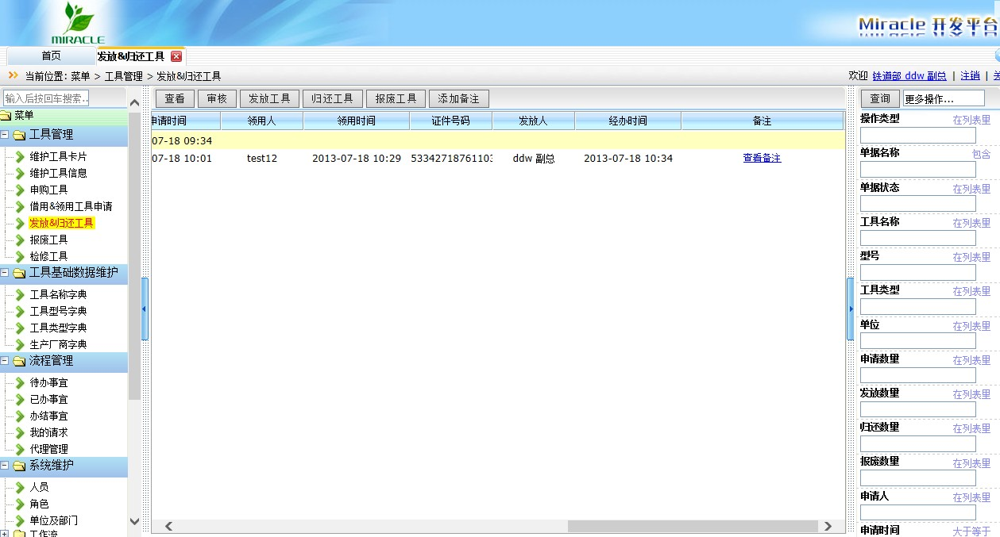 MIRACLE
Miracle 开发平台
首页
发放&归还工具
当前位置: 菜单 > 工具管理 > 发放&归还工具
欢迎 铁道部 ddw 副总 | 注销 |
输入后按回车搜索..
菜单
工具管理
维护工具卡片
维护工具信息
申购工具
借用&领用工具申请
发放&归还工具
报废工具
检修工具
工具基础数据维护
工具名称字典
工具型号字典
工具类型字典
生产厂商字典
流程管理
待办事宜
已办事宜
办结事宜
我的请求
代理管理
系统维护
人员
角色
单位及部门
工作流
查看 审核 发放工具 归还工具 报废工具 添加备注
申请时间 领用人 领用时间 证件号码 发放人 经办时间 备注
07-18 09:34
07-18 10:01 test12 2013-07-18 10:29 53342718761103 ddw 副总 2013-07-18 10:34 查看备注
查询 更多操作...
操作类型 在列表里
单据名称 包含
单据状态 在列表里
工具名称 在列表里
型号 在列表里
工具类型 在列表里
单位 在列表里
申请数量 在列表里
发放数量 在列表里
归还数量 在列表里
报废数量 在列表里
申请人 在列表里
申请时间 大于等于